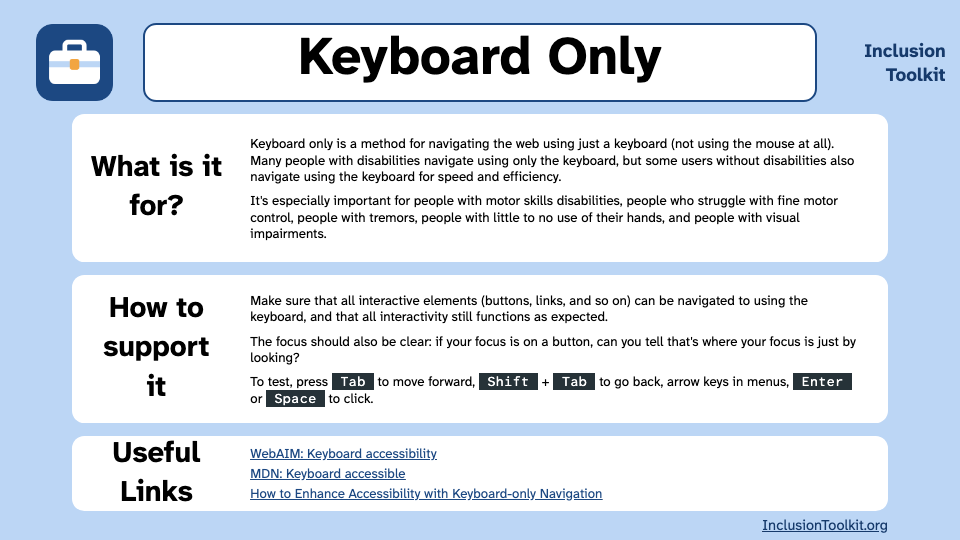 Keyboard Only
Inclusion
Toolkit
What is it
for?
Keyboard only is a method for navigating the web using just a keyboard (not using the mouse at all).
Many people with disabilities navigate using only the keyboard, but some users without disabilities also
navigate using the keyboard for speed and efficiency.
It's especially important for people with motor skills disabilities, people who struggle with fine motor
control, people with tremors, people with little to no use of their hands, and people with visual
impairments.
How to
support
it
Make sure that all interactive elements (buttons, links, and so on) can be navigated to using the
keyboard, and that all interactivity still functions as expected.
The focus should also be clear: if your focus is on a button, can you tell that's where your focus is just by
looking?
To test, press Tab to move forward, Shift + Tab to go back, arrow keys in menus, Enter
or Space to click.
Useful
Links
WebAIM: Keyboard accessibility
MDN: Keyboard accessible
How to Enhance Accessibility with Keyboard-only Navigation
InclusionToolkit.org